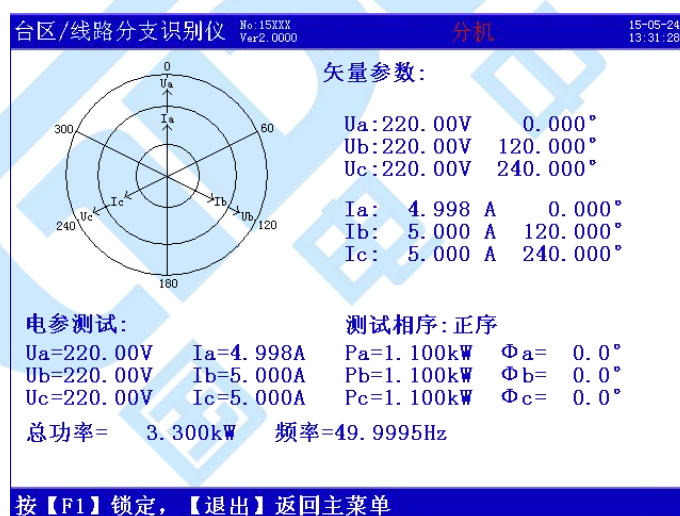 台区/线路分支识别仪 No:15XXX Ver2.0000 分机 15-05-24 13:31:28
矢量参数:
0
Ua
Ia
300
60
Ua:220.00V 0.000°
Ub:220.00V 120.000°
Uc:220.00V 240.000°
Ia: 4.998 A 0.000°
Ib: 5.000 A 120.000°
Ic: 5.000 A 240.000°
Ic
Ib
Uc
Ub
240
120
180
电参测试: 测试相序:正序
Ua=220.00V Ia=4.998A Pa=1.100kW Φa= 0.0°
Ub=220.00V Ib=5.000A Pb=1.100kW Φb= 0.0°
Uc=220.00V Ic=5.000A Pc=1.100kW Φc= 0.0°
总功率= 3.300kW 频率=49.9995Hz
按【F1】锁定，【退出】返回主菜单